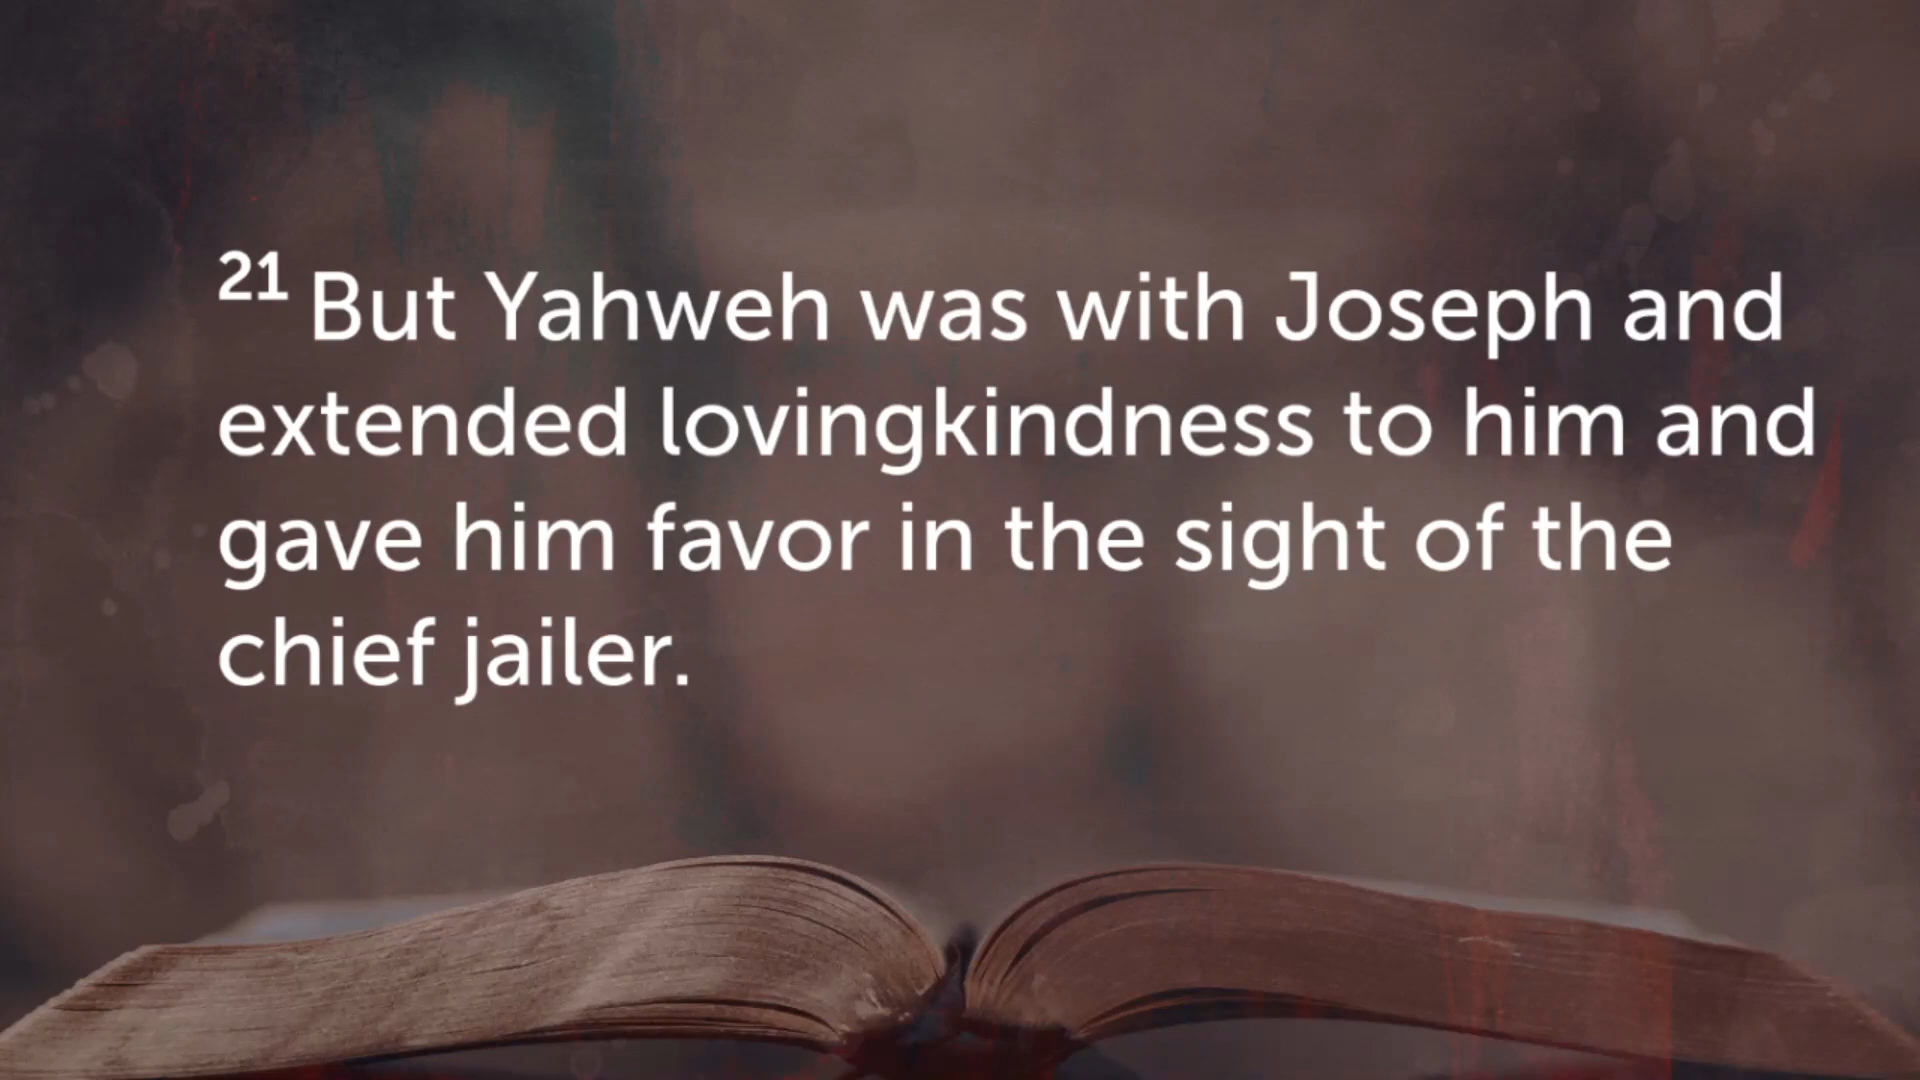 21 But Yahweh was with Joseph and
extended lovingkindness to him and
gave him favor in the sight of the
chief jailer.